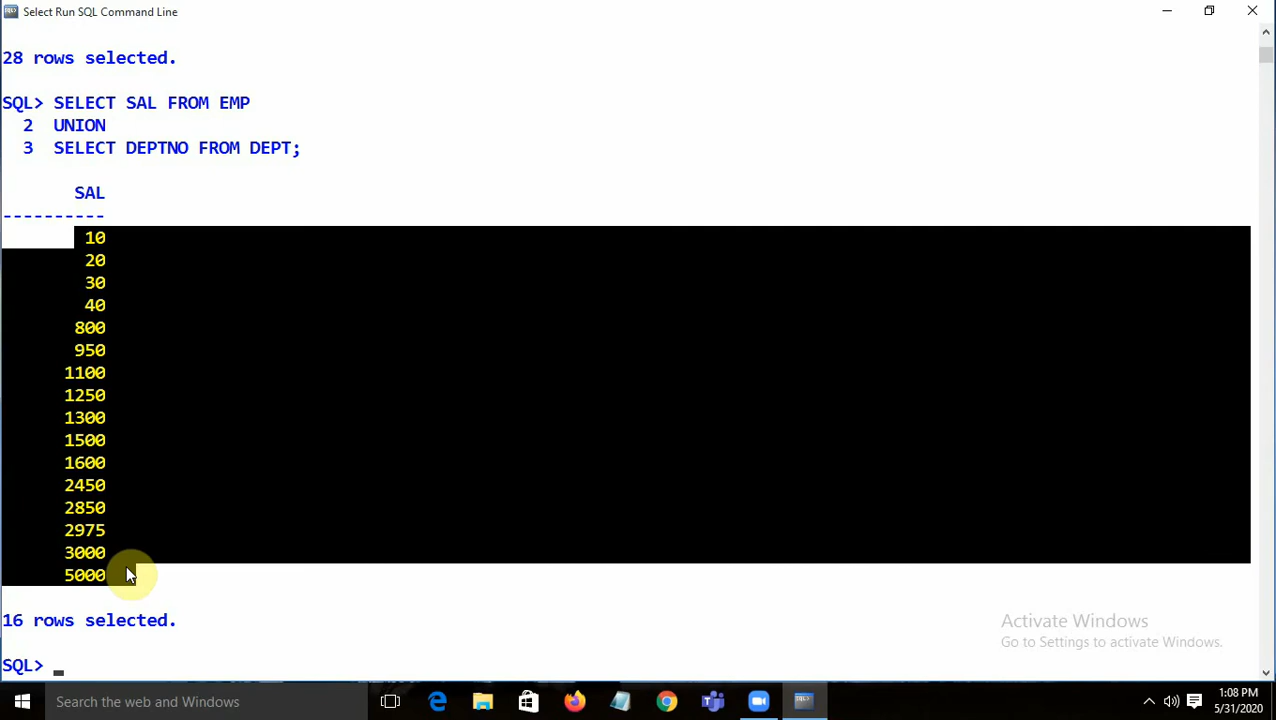 Select Run SQL Command Line
28 rows selected.
SQL> SELECT SAL FROM EMP
2 UNION
3 SELECT DEPTNO FROM DEPT;
SAL
----------
10
20
30
40
800
950
1100
1250
1300
1500
1600
2450
2850
2975
3000
5000
16 rows selected.
Activate Windows
Go to Settings to activate Windows.
SQL>
Search the web and Windows
1:08 PM
5/31/2020